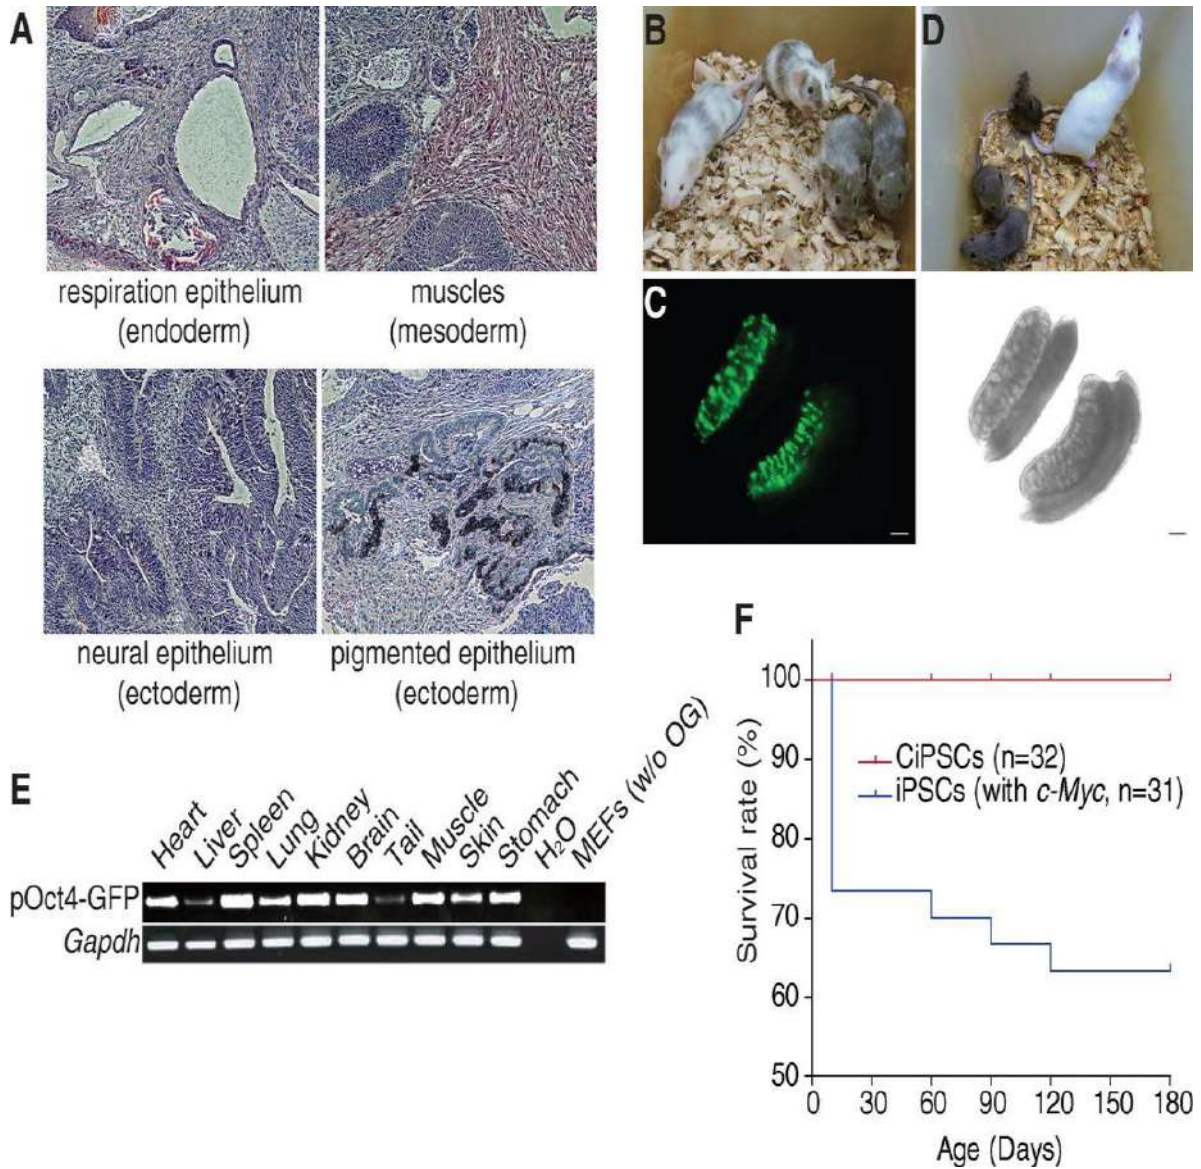 A
respiration epithelium
(endoderm)
muscles
(mesoderm)
neural epithelium
(ectoderm)
pigmented epithelium
(ectoderm)
B
D
C
E
Heart
Liver
Spleen
Lung
Kidney
Brain
Tail
Muscle
Skin
Stomach
H₂O
MEFs (w/o OG)
pOct4-GFP
Gapdh
F
100
90
80
70
60
50
Survival rate (%)
CiPSCs (n=32)
iPSCs (with c-Myc, n=31)
0 30 60 90 120 150 180
Age (Days)